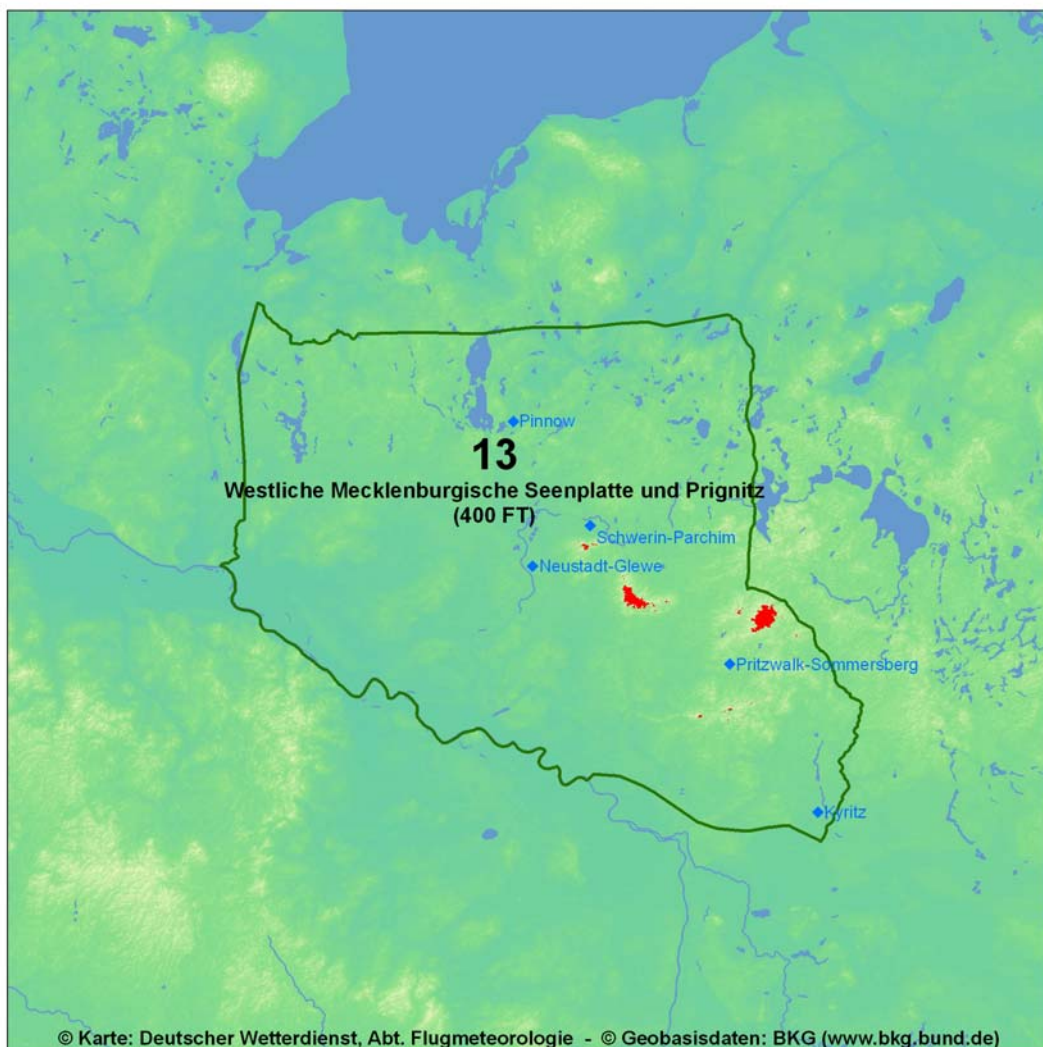 Pinnow
13
Westliche Mecklenburgische Seenplatte und Prignitz
(400 FT)
Schwerin-Parchim
Neustadt-Glewe
Pritzwalk-Sommersberg
Kyritz
© Karte: Deutscher Wetterdienst, Abt. Flugmeteorologie - © Geobasisdaten: BKG (www.bkg.bund.de)